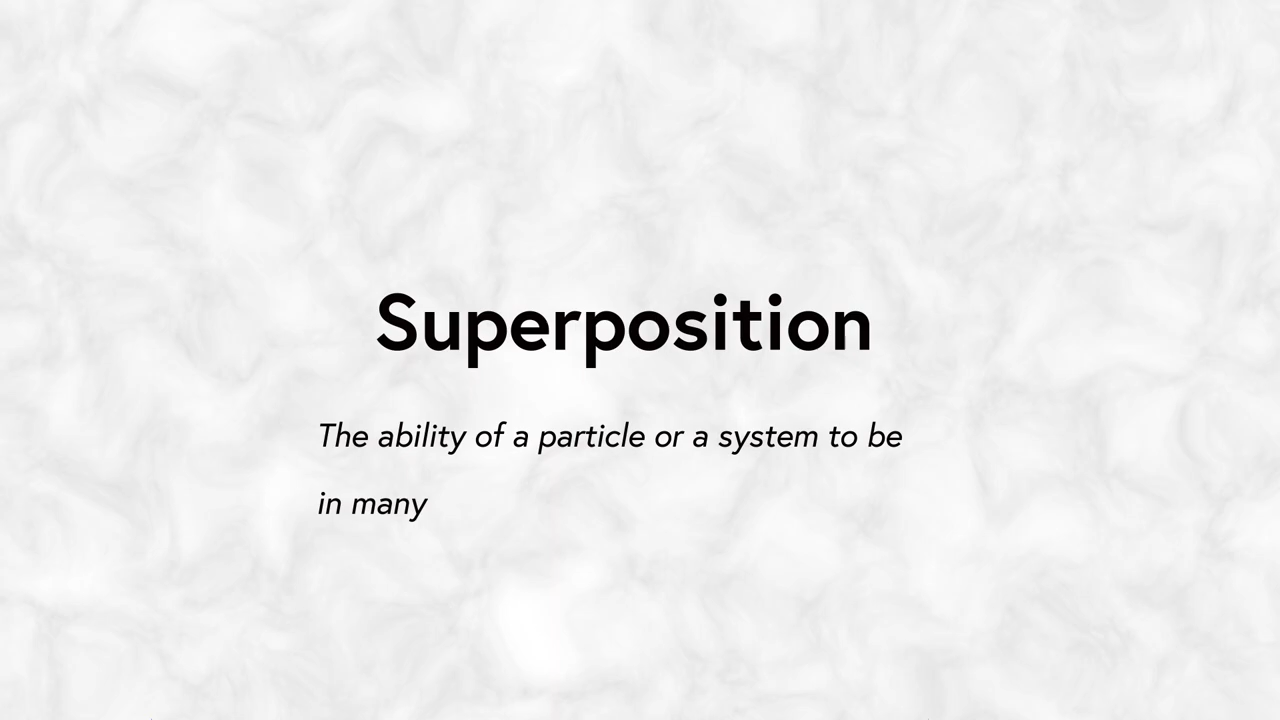 Superposition
The ability of a particle or a system to be
in many